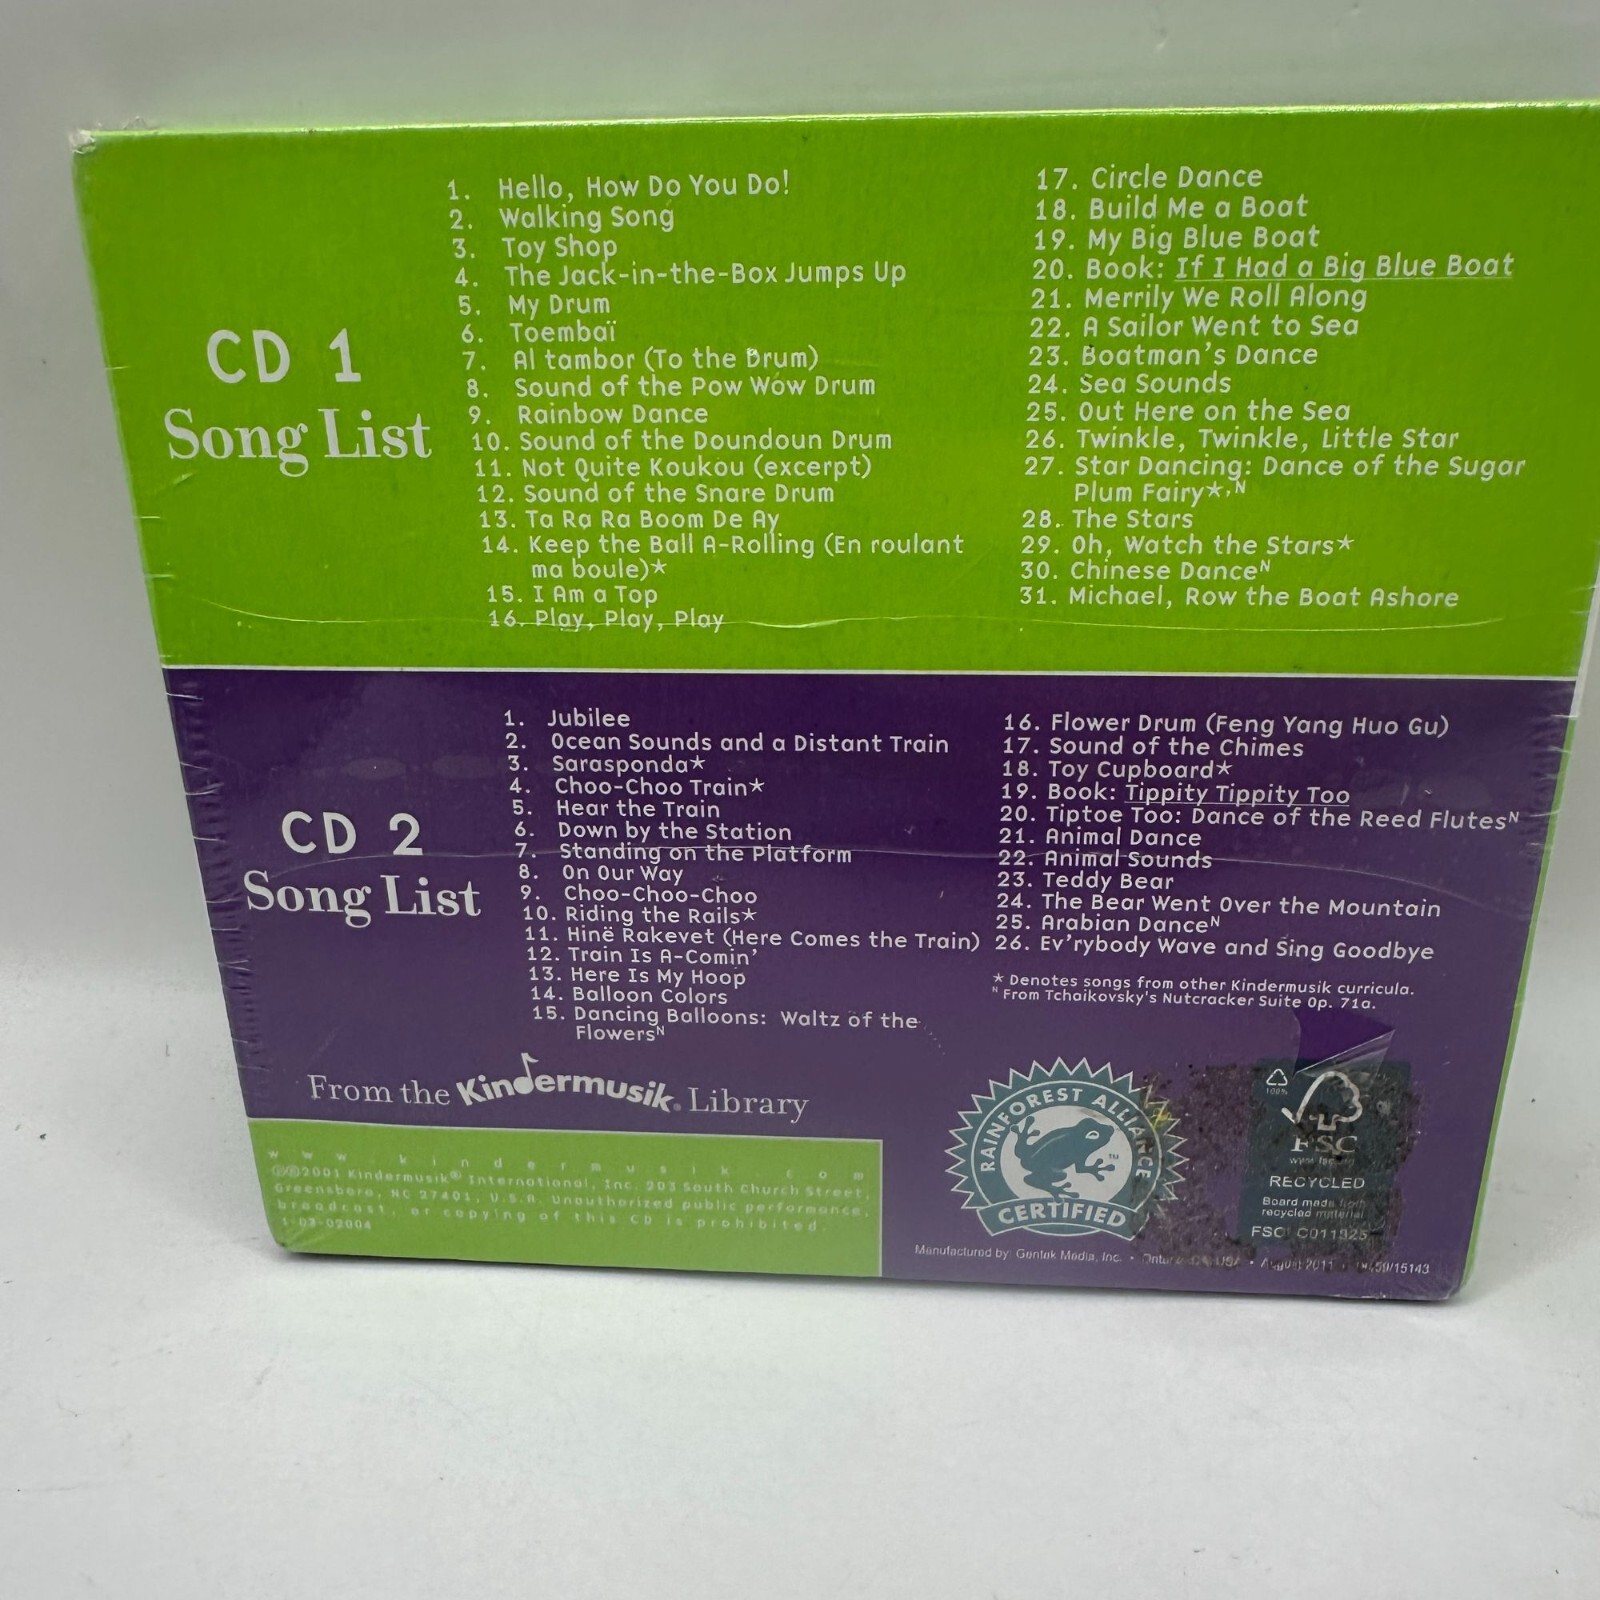 CD 1
Song List
1. Hello, How Do You Do!
2. Walking Song
3. Toy Shop
4. The Jack-in-the-Box Jumps Up
5. My Drum
6. Toembaï
7. Al tambor (To the Drum)
8. Sound of the Pow Wow Drum
9. Rainbow Dance
10. Sound of the Doundoun Drum
11. Not Quite Koukou (excerpt)
12. Sound of the Snare Drum
13. Ta Ra Ra Boom De Ay
14. Keep the Ball A-Rolling (En roulant
ma boule)*
15. I Am a Top
16. Play, Play, Play
17. Circle Dance
18. Build Me a Boat
19. My Big Blue Boat
20. Book: If I Had a Big Blue Boat
21. Merrily We Roll Along
22. A Sailor Went to Sea
23. Boatman's Dance
24. Sea Sounds
25. Out Here on the Sea
26. Twinkle, Twinkle, Little Star
27. Star Dancing: Dance of the Sugar
Plum Fairy*,N
28. The Stars
29. Oh, Watch the Stars*
30. Chinese DanceN
31. Michael, Row the Boat Ashore
CD 2
Song List
1. Jubilee
2. Ocean Sounds and a Distant Train
3. Sarasponda*
4. Choo-Choo Train*
5. Hear the Train
6. Down by the Station
7. Standing on the Platform
8. On Our Way
9. Choo-Choo-Choo
10. Riding the Rails*
11. Hinë Rakevet (Here Comes the Train)
12. Train Is A-Comin'
13. Here Is My Hoop
14. Balloon Colors
15. Dancing Balloons: Waltz of the
FlowersN
16. Flower Drum (Feng Yang Huo Gu)
17. Sound of the Chimes
18. Toy Cupboard*
19. Book: Tippity Tippity Too
20. Tiptoe Too: Dance of the Reed FlutesN
21. Animal Dance
22. Animal Sounds
23. Teddy Bear
24. The Bear Went Over the Mountain
25. Arabian DanceN
26. Ev'rybody Wave and Sing Goodbye
* Denotes songs from other Kindermusik curricula.
N From Tchaikovsky's Nutcracker Suite Op. 71a.
From the Kindermusik® Library
www.kindermusik.com
℗©2001 Kindermusik® International, Inc. 203 South Church Street,
Greensboro, NC 27401, U.S.A. Unauthorized public performance,
broadcast, or copying of this CD is prohibited.
1-03-02004
RAINFOREST ALLIANCE
TM
CERTIFIED
100%
FSC
www.fsc.org
RECYCLED
Board made from
recycled material
FSC C011325
Manufactured by: Gentek Media, Inc. • Ontario, CA USA • August 2011 • 59/15143